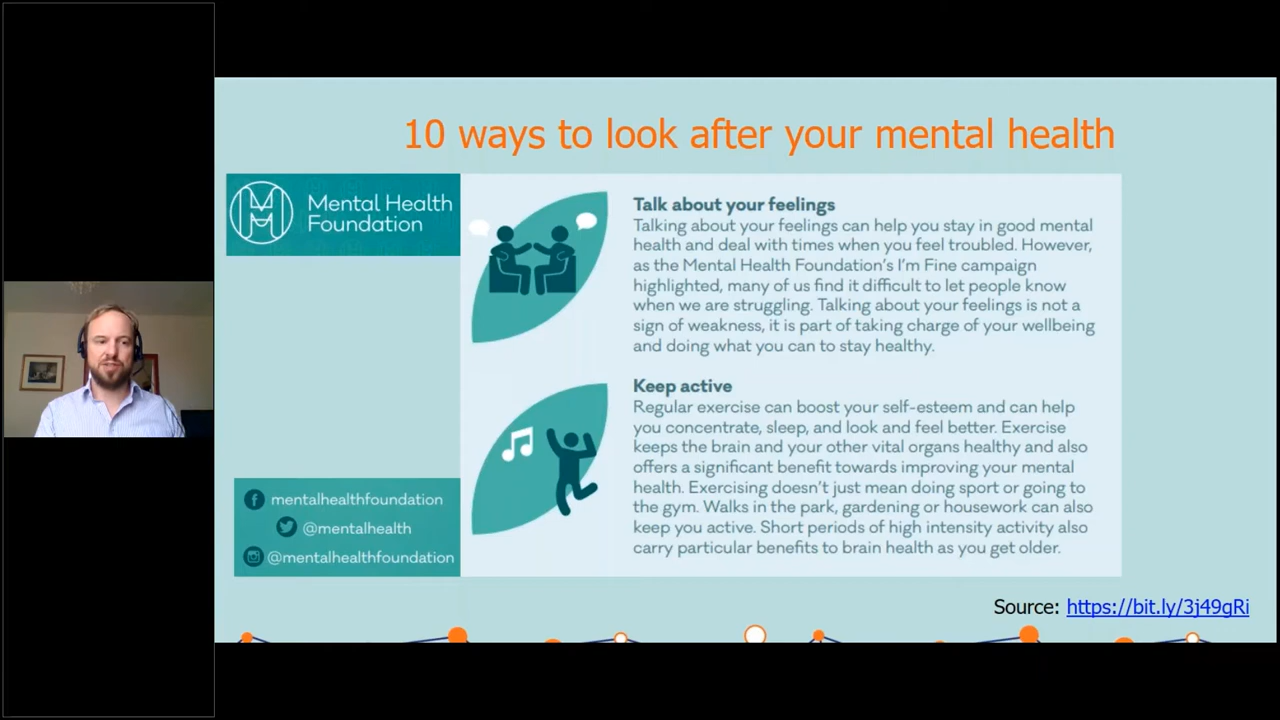 10 ways to look after your mental health
Mental Health
Foundation
Talk about your feelings
Talking about your feelings can help you stay in good mental
health and deal with times when you feel troubled. However,
as the Mental Health Foundation's I'm Fine campaign
highlighted, many of us find it difficult to let people know
when we are struggling. Talking about your feelings is not a
sign of weakness, it is part of taking charge of your wellbeing
and doing what you can to stay healthy.
Keep active
Regular exercise can boost your self-esteem and can help
you concentrate, sleep, and look and feel better. Exercise
keeps the brain and your other vital organs healthy and also
offers a significant benefit towards improving your mental
health. Exercising doesn't just mean doing sport or going to
the gym. Walks in the park, gardening or housework can also
keep you active. Short periods of high intensity activity also
carry particular benefits to brain health as you get older.
mentalhealthfoundation
@mentalhealth
@mentalhealthfoundation
Source: https://bit.ly/3j49gRi